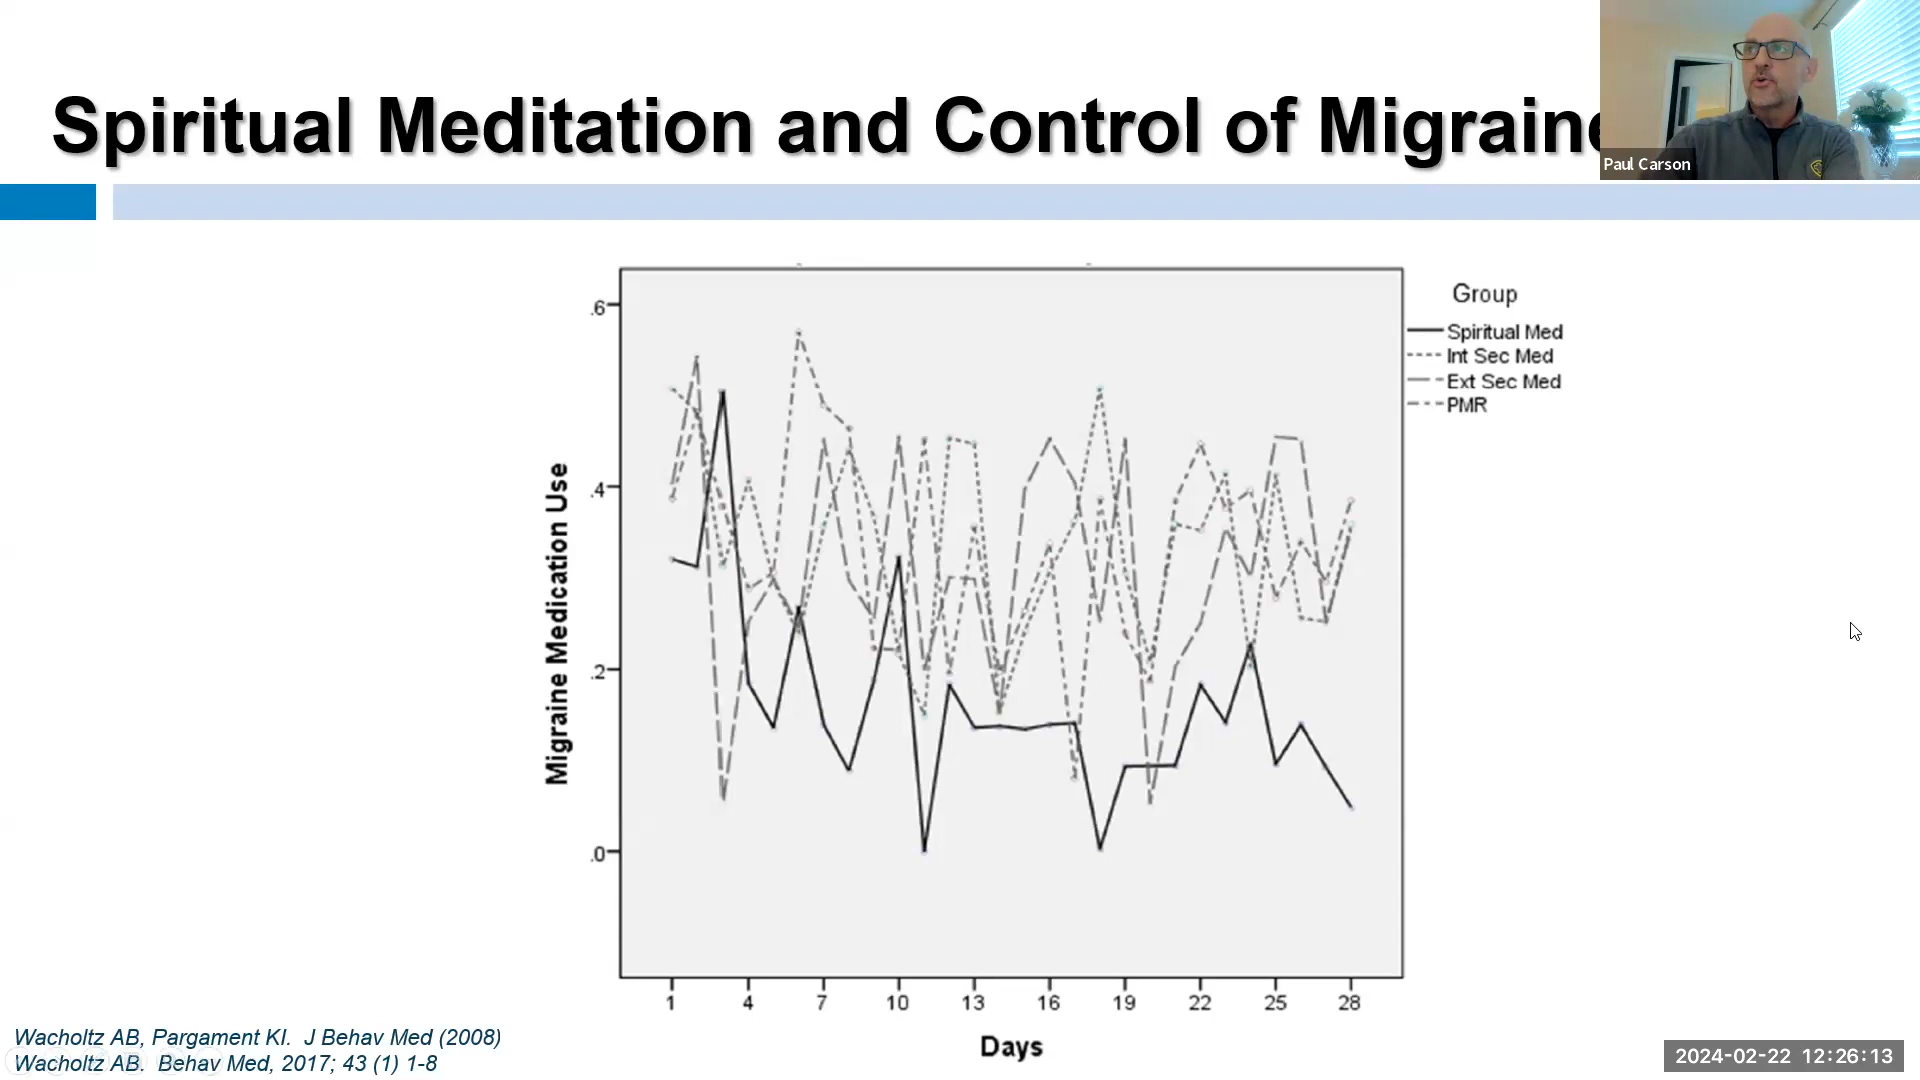 Spiritual Meditation and Control of Migraine
Paul Carson
Group
Spiritual Med
Int Sec Med
Ext Sec Med
PMR
Migraine Medication Use
.6
.4
.2
.0
1 4 7 10 13 16 19 22 25 28
Days
Wacholtz AB, Pargament KI. J Behav Med (2008)
Wacholtz AB. Behav Med, 2017; 43 (1) 1-8
2024-02-22 12:26:13